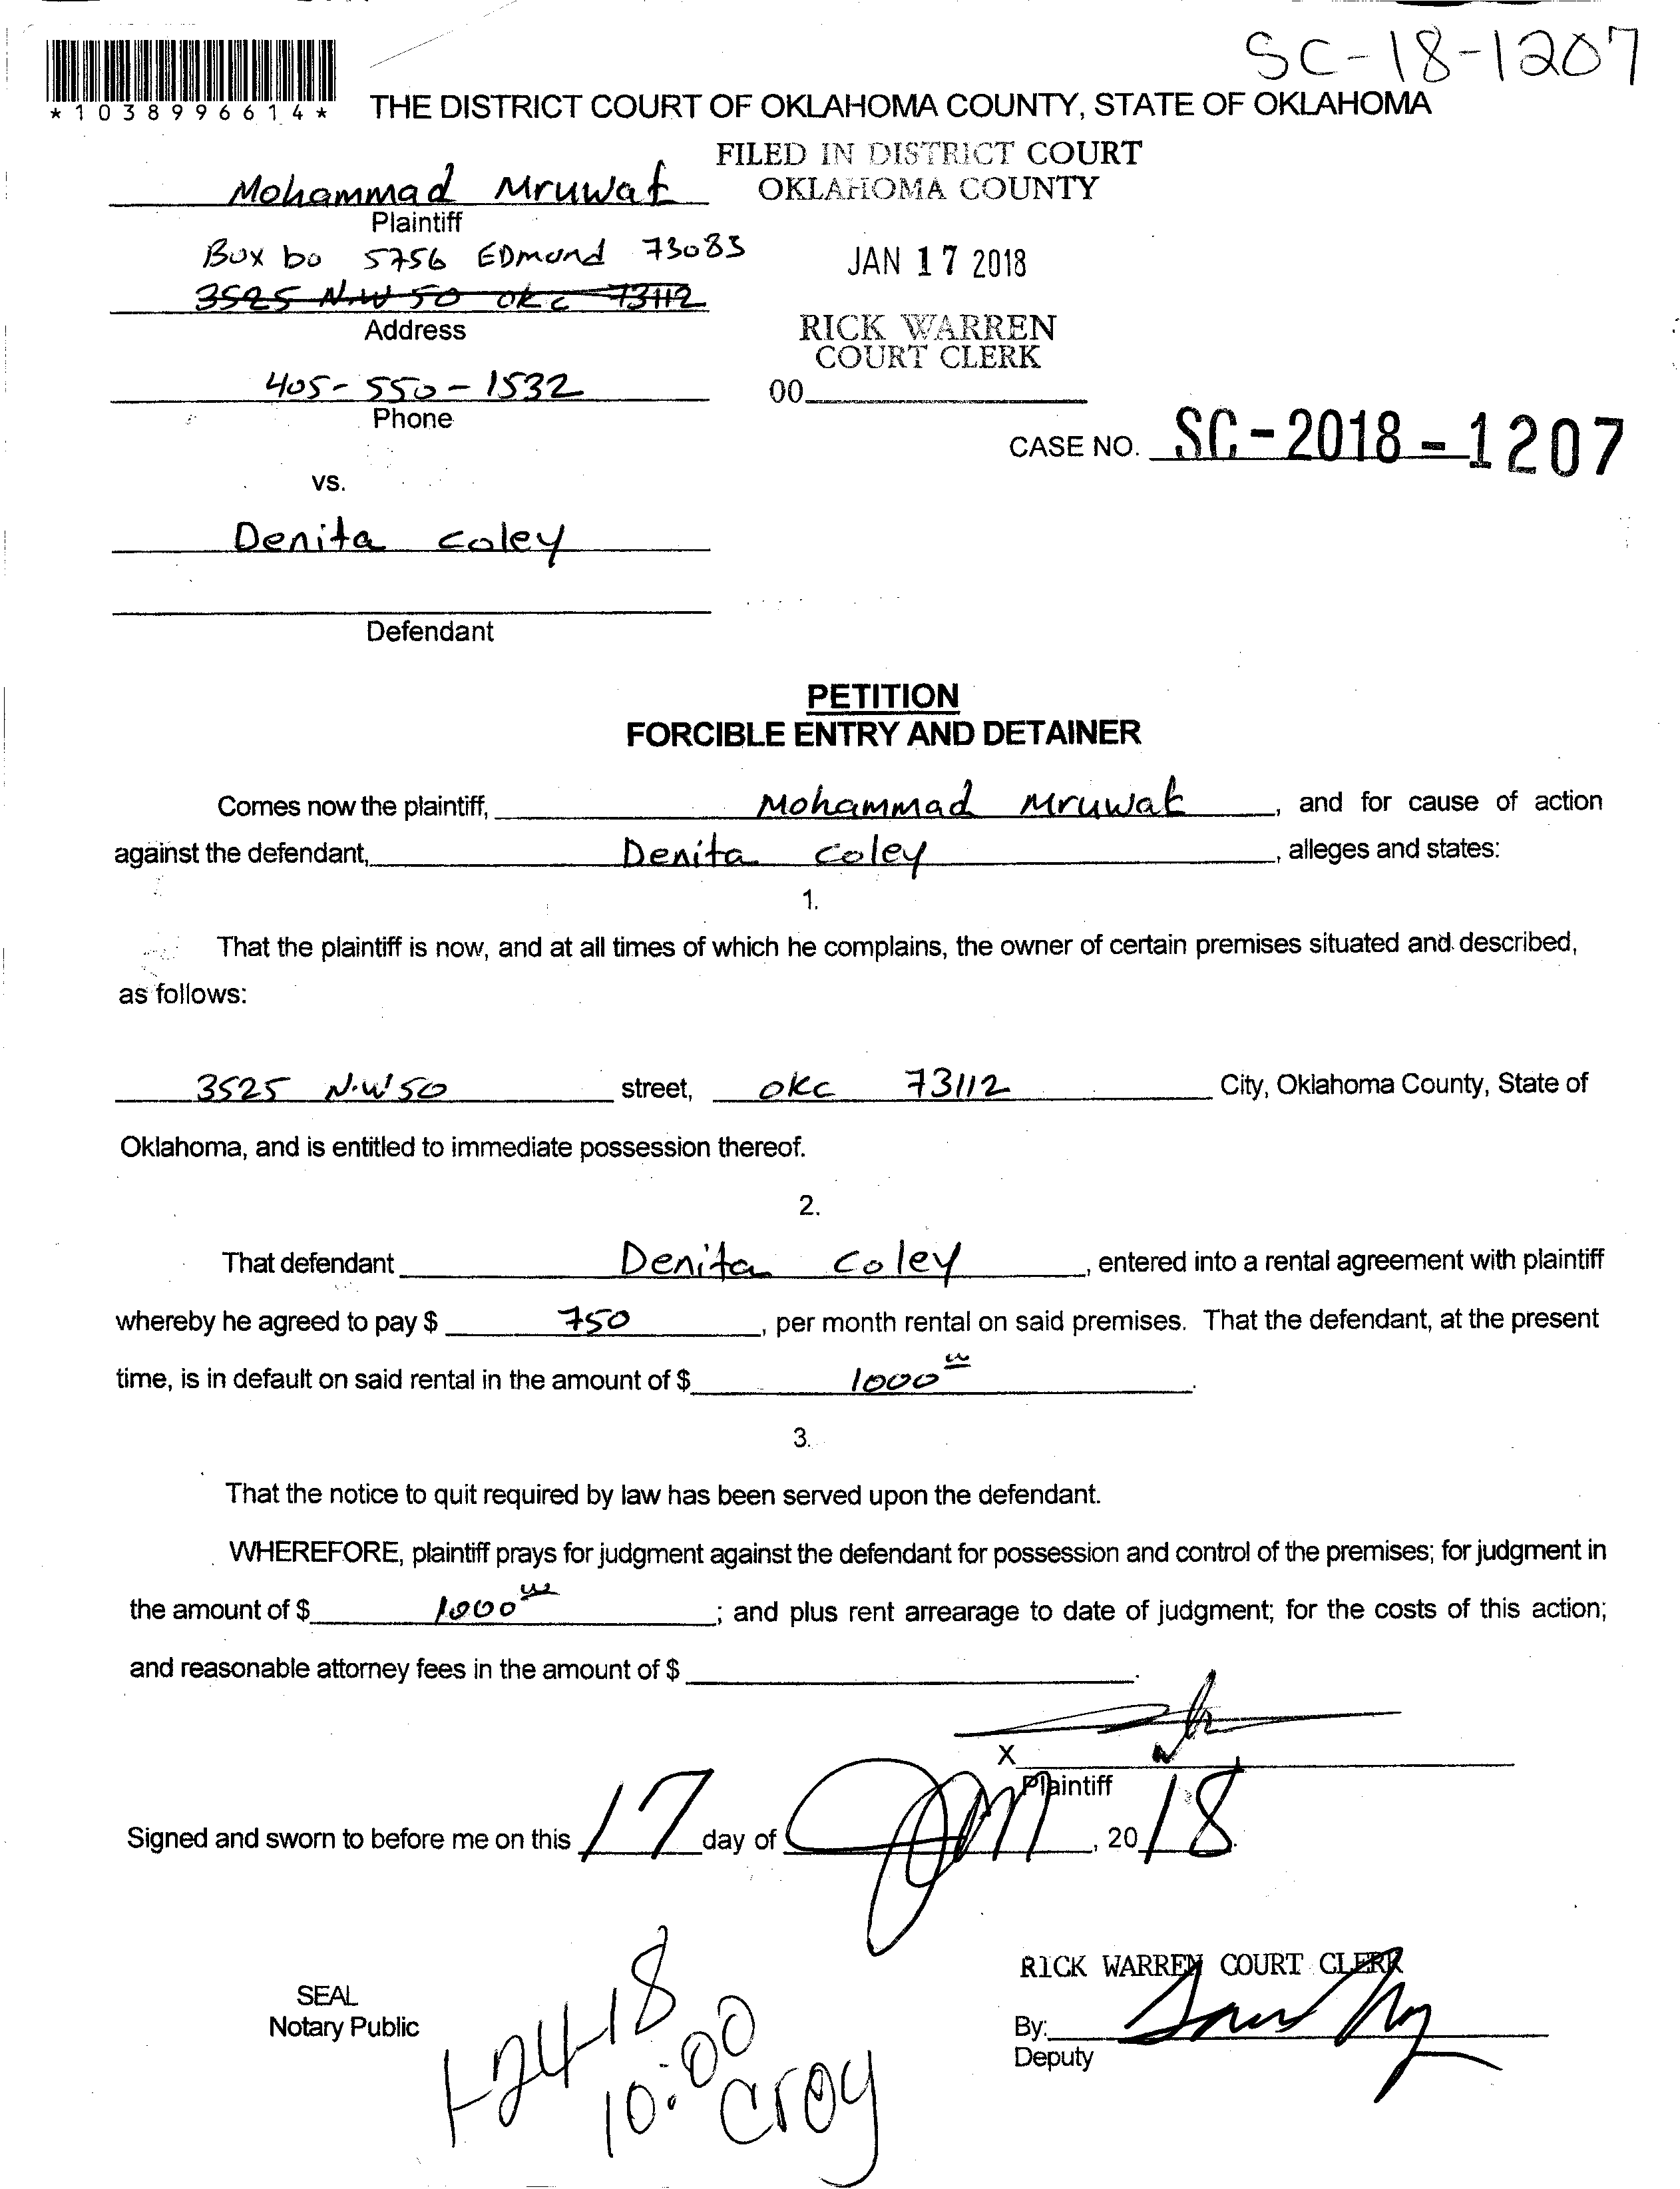 SC-18-1207
*1038996614*
THE DISTRICT COURT OF OKLAHOMA COUNTY, STATE OF OKLAHOMA
FILED IN DISTRICT COURT
OKLAHOMA COUNTY
Mohammad Mruwat
Plaintiff
Box bo 5756 EDmond 73083
JAN 17 2018
3525 N.W 50 okc 73112
Address
RICK WARREN
COURT CLERK
405-550-1532
00
Phone
CASE NO. SC-2018-1207
vs.
Denita coley
Defendant
PETITION
FORCIBLE ENTRY AND DETAINER
Comes now the plaintiff, Mohammad Mruwat, and for cause of action
against the defendant, Denita coley, alleges and states:
1.
That the plaintiff is now, and at all times of which he complains, the owner of certain premises situated and described,
as follows:
3525 N.W 50 street, okc 73112 City, Oklahoma County, State of
Oklahoma, and is entitled to immediate possession thereof.
2.
That defendant Denita coley, entered into a rental agreement with plaintiff
whereby he agreed to pay $ 750, per month rental on said premises. That the defendant, at the present
time, is in default on said rental in the amount of $ 1000.
3.
That the notice to quit required by law has been served upon the defendant.
WHEREFORE, plaintiff prays for judgment against the defendant for possession and control of the premises; for judgment in
the amount of $ 1000; and plus rent arrearage to date of judgment; for the costs of this action;
and reasonable attorney fees in the amount of $ .
X
Plaintiff
Signed and sworn to before me on this 17 day of Jan, 2018.
RICK WARREN COURT CLERK
SEAL
Notary Public
By:
Deputy
1-24-18
10:00
Croy